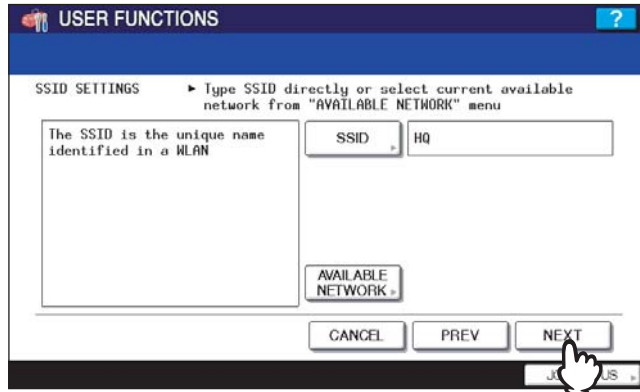 USER FUNCTIONS
?
SSID SETTINGS
► Type SSID directly or select current available
network from "AVAILABLE NETWORK" menu
The SSID is the unique name
identified in a WLAN
SSID
HQ
AVAILABLE
NETWORK
CANCEL
PREV
NEXT